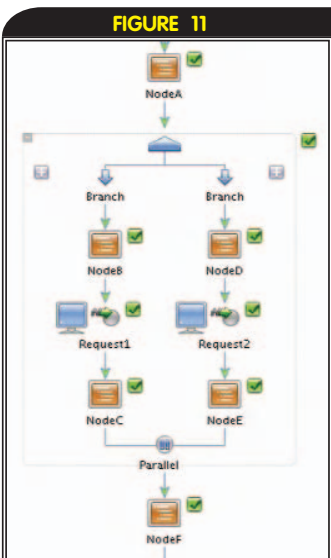 FIGURE 11
NodeA
Branch Branch
NodeB NodeD
Request1 Request2
NodeC NodeE
Parallel
NodeF